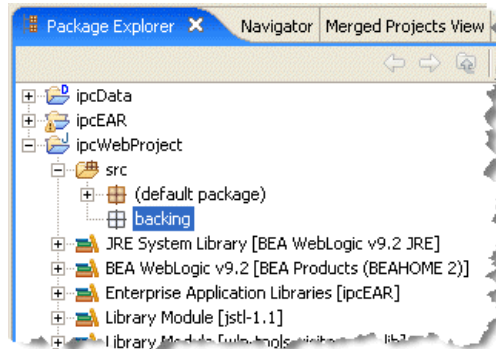 Package Explorer Navigator Merged Projects View
ipcData
ipcEAR
ipcWebProject
src
(default package)
backing
JRE System Library [BEA WebLogic v9.2 JRE]
BEA WebLogic v9.2 [BEA Products (BEAHOME 2)]
Enterprise Application Libraries [ipcEAR]
Library Module [jstl-1.1]
Library Module